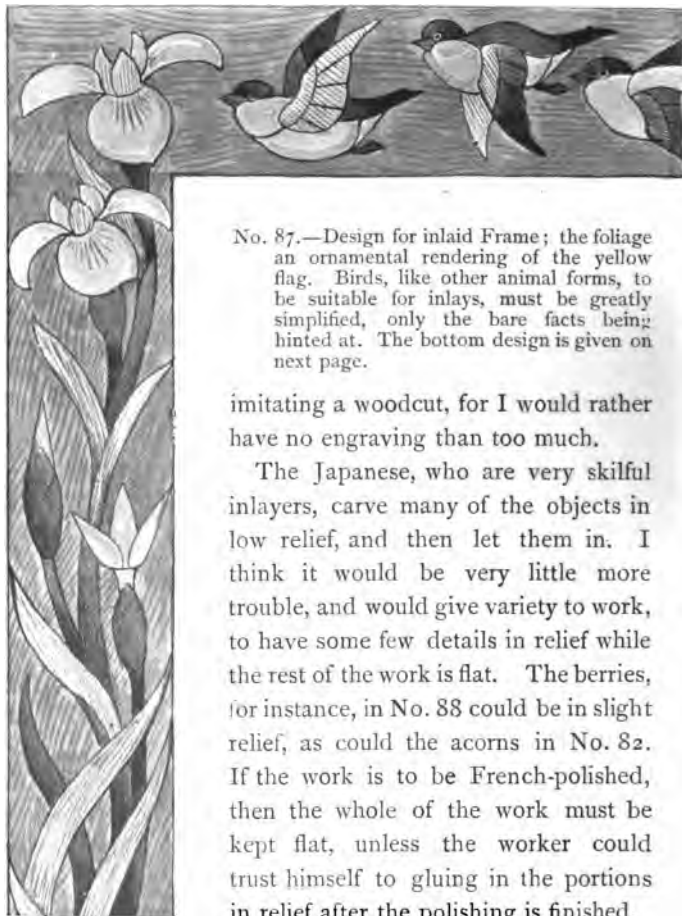 No. 87.—Design for inlaid Frame; the foliage
an ornamental rendering of the yellow
flag. Birds, like other animal forms, to
be suitable for inlays, must be greatly
simplified, only the bare facts being
hinted at. The bottom design is given on
next page.
imitating a woodcut, for I would rather
have no engraving than too much.
The Japanese, who are very skilful
inlayers, carve many of the objects in
low relief, and then let them in. I
think it would be very little more
trouble, and would give variety to work,
to have some few details in relief while
the rest of the work is flat. The berries,
for instance, in No. 88 could be in slight
relief, as could the acorns in No. 82.
If the work is to be French-polished,
then the whole of the work must be
kept flat, unless the worker could
trust himself to gluing in the portions
in relief after the polishing is finished